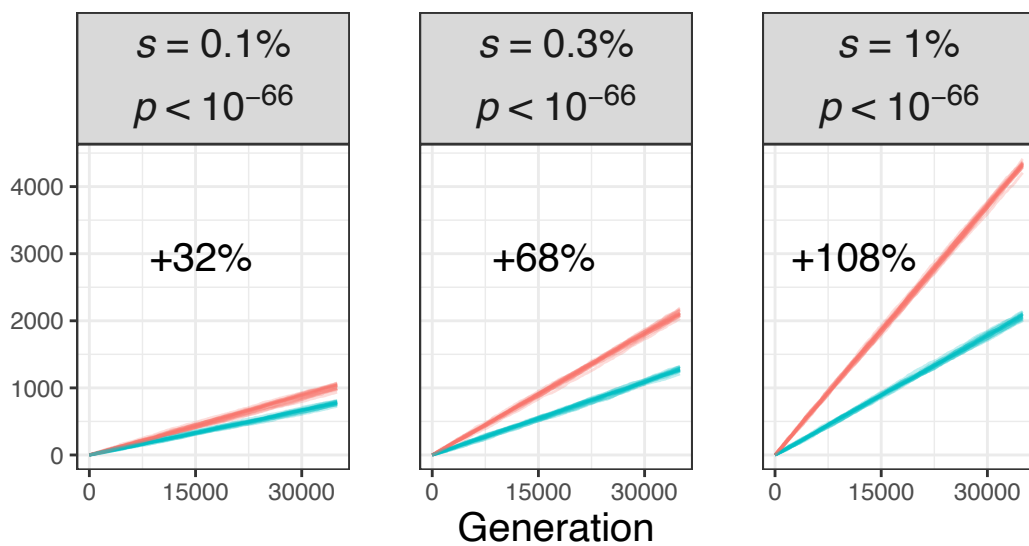 s = 0.1%
p < 10⁻⁶⁶
s = 0.3%
p < 10⁻⁶⁶
s = 1%
p < 10⁻⁶⁶
4000
3000
2000
1000
0
+32%
+68%
+108%
0 15000 30000
0 15000 30000
0 15000 30000
Generation